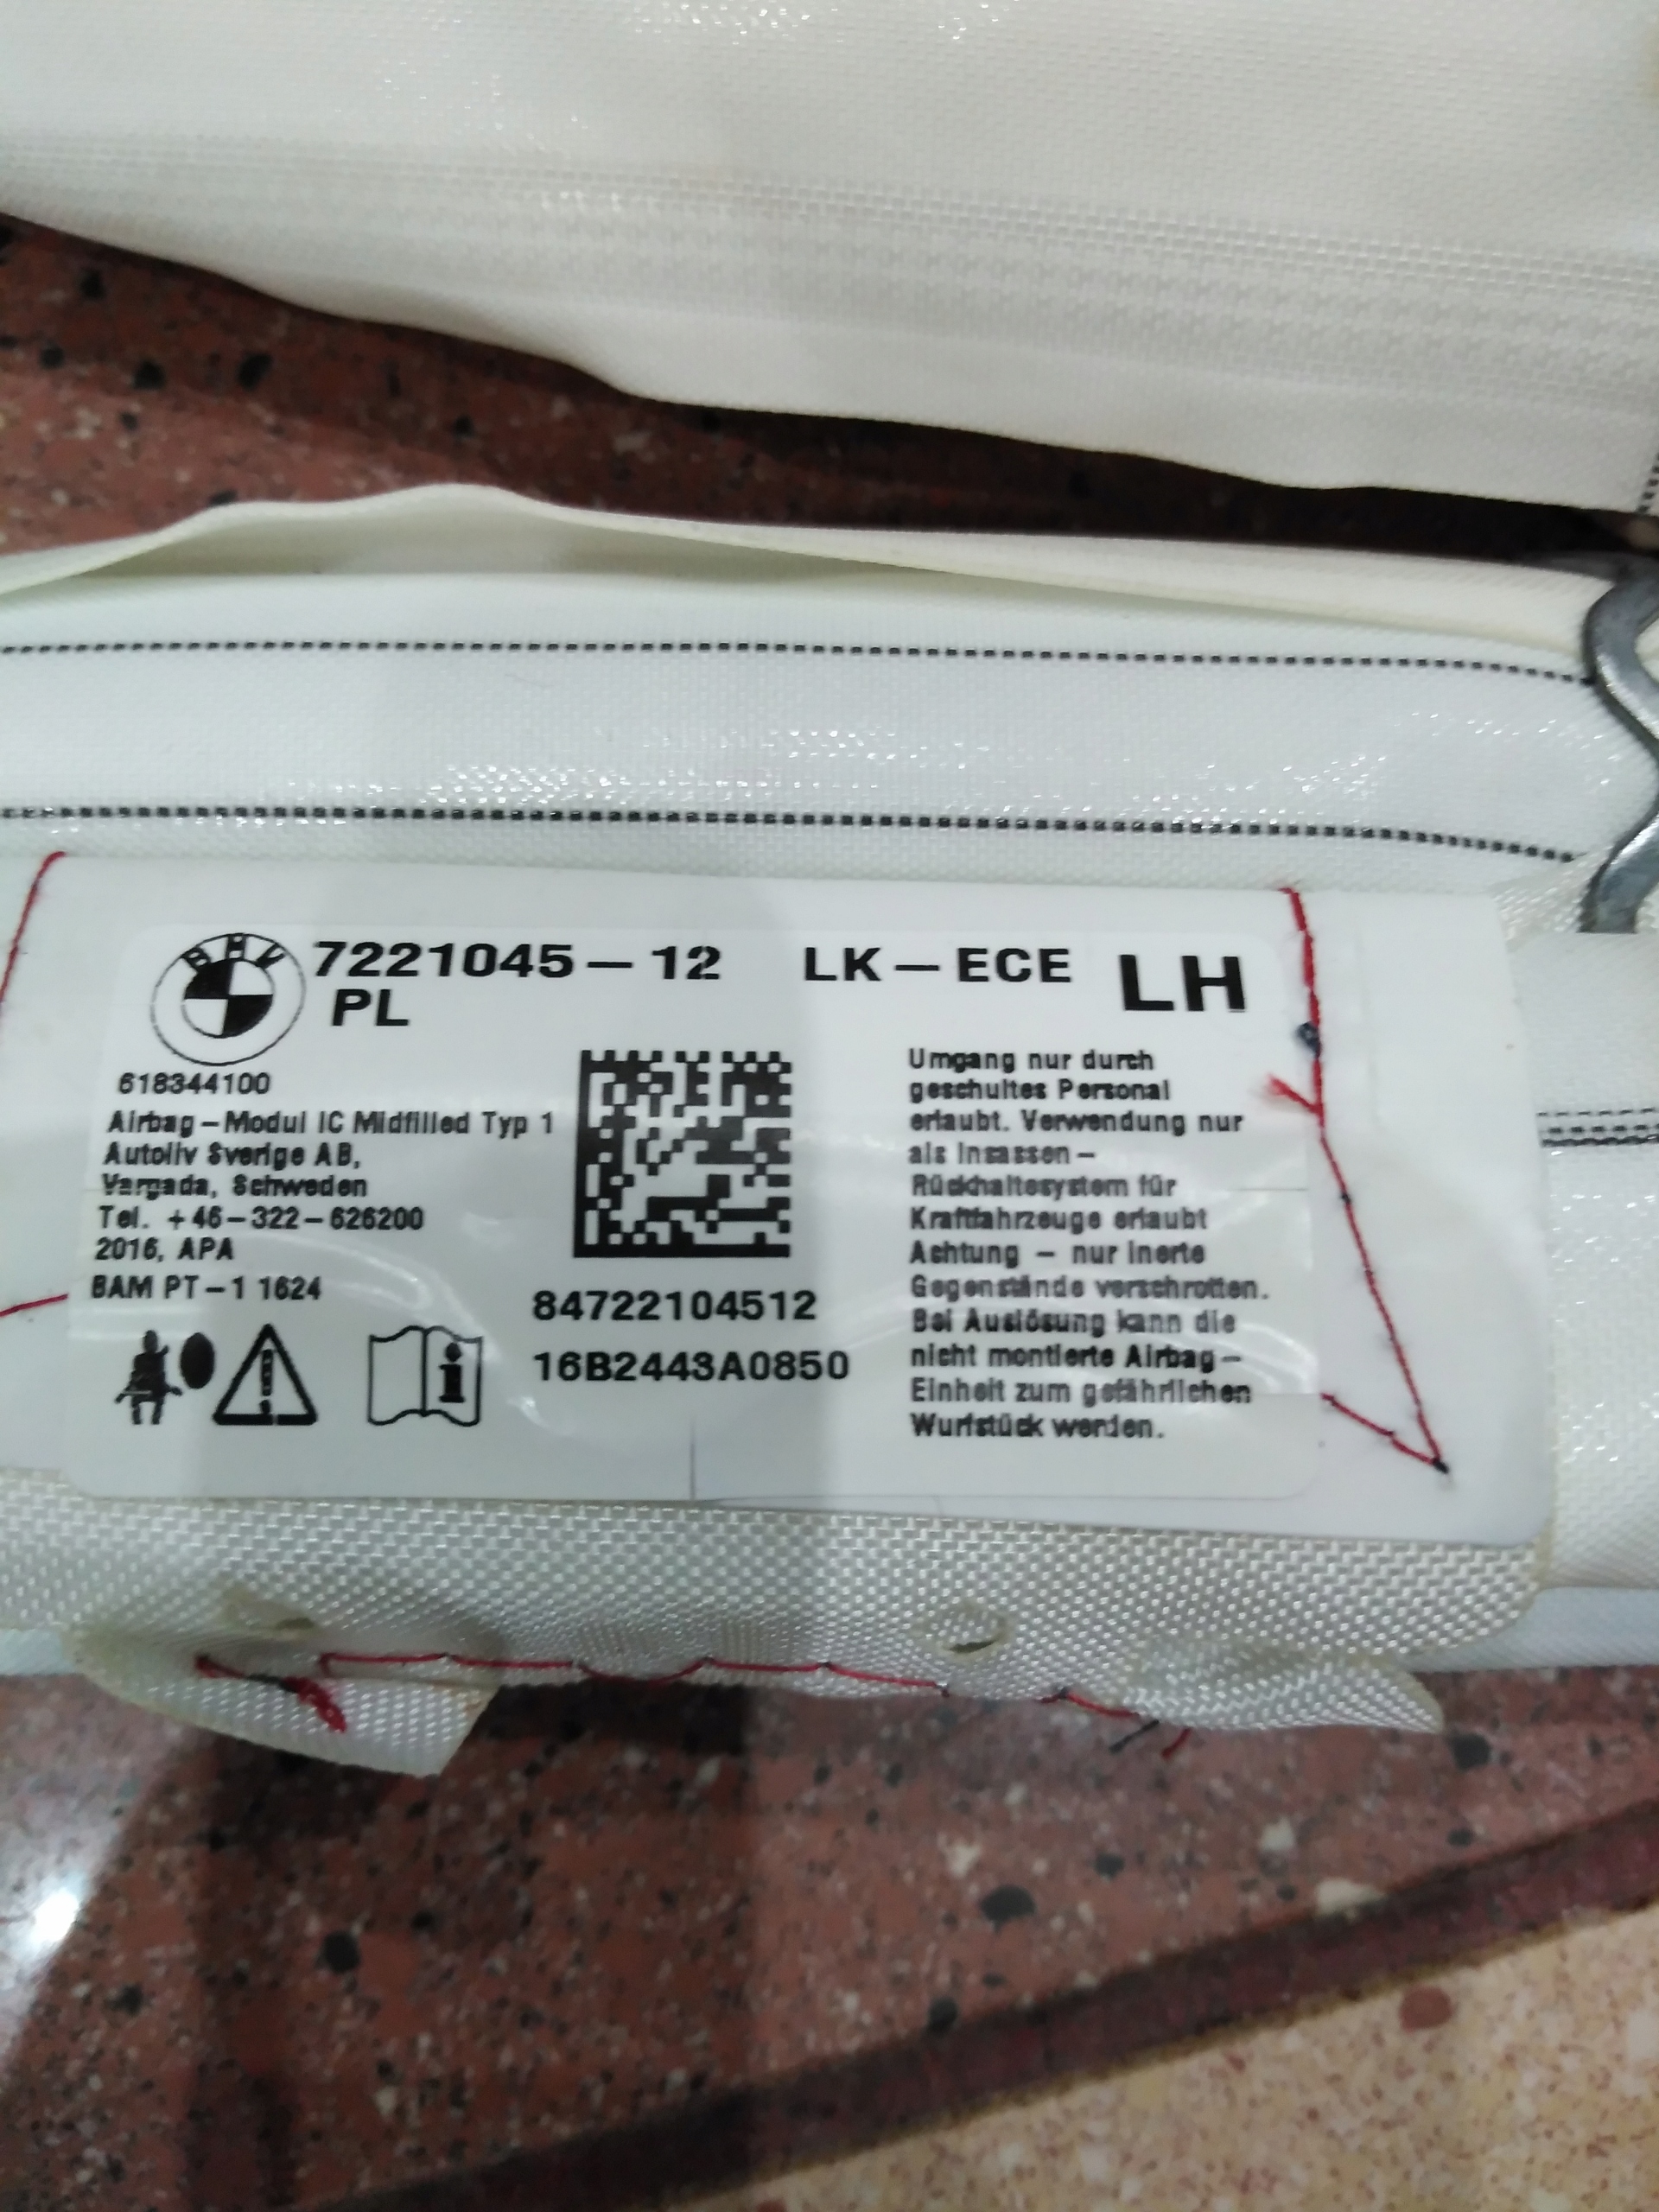 BMW
7221045-12 LK-ECE LH
PL
618344100
Airbag-Modul IC Midfilled Typ 1
Autoliv Sverige AB,
Vargada, Schweden
Tel. +46-322-626200
2016, APA
BAM PT-1 1624
84722104512
16B2443A0850
Umgang nur durch
geschultes Personal
erlaubt. Verwendung nur
als Insassen-
Rückhaltesystem für
Kraftfahrzeuge erlaubt
Achtung - nur inerte
Gegenstände verschrotten.
Bei Auslösung kann die
nicht montierte Airbag-
Einheit zum gefährlichen
Wurfstück werden.